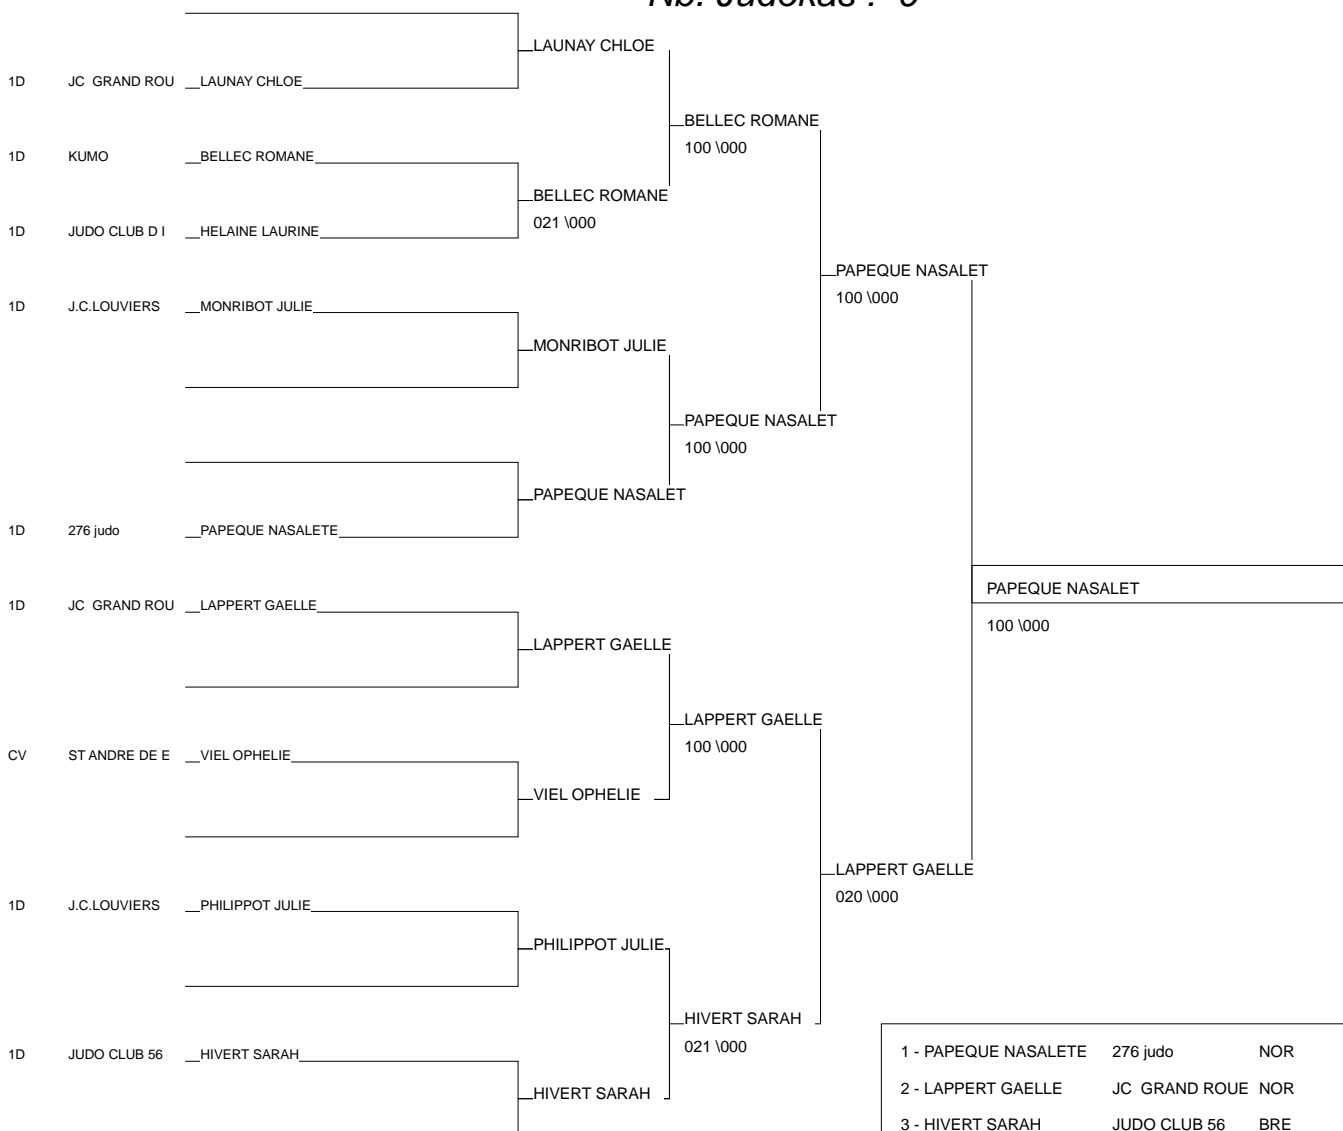 Nb. Judokas : 9
LAUNAY CHLOE
1D JC GRAND ROU LAUNAY CHLOE
BELLEC ROMANE
100 \000
1D KUMO BELLEC ROMANE
BELLEC ROMANE
021 \000
1D JUDO CLUB D I HELAINE LAURINE
PAPEQUE NASALET
100 \000
1D J.C.LOUVIERS MONRIBOT JULIE
MONRIBOT JULIE
PAPEQUE NASALET
100 \000
PAPEQUE NASALET
1D 276 judo PAPEQUE NASALETE
PAPEQUE NASALET
100 \000
1D JC GRAND ROU LAPPERT GAELLE
LAPPERT GAELLE
LAPPERT GAELLE
100 \000
CV ST ANDRE DE E VIEL OPHELIE
VIEL OPHELIE
LAPPERT GAELLE
020 \000
1D J.C.LOUVIERS PHILIPPOT JULIE
PHILIPPOT JULIE
HIVERT SARAH
021 \000
1D JUDO CLUB 56 HIVERT SARAH
HIVERT SARAH
1 - PAPEQUE NASALETE 276 judo NOR
2 - LAPPERT GAELLE JC GRAND ROUE NOR
3 - HIVERT SARAH JUDO CLUB 56 BRE